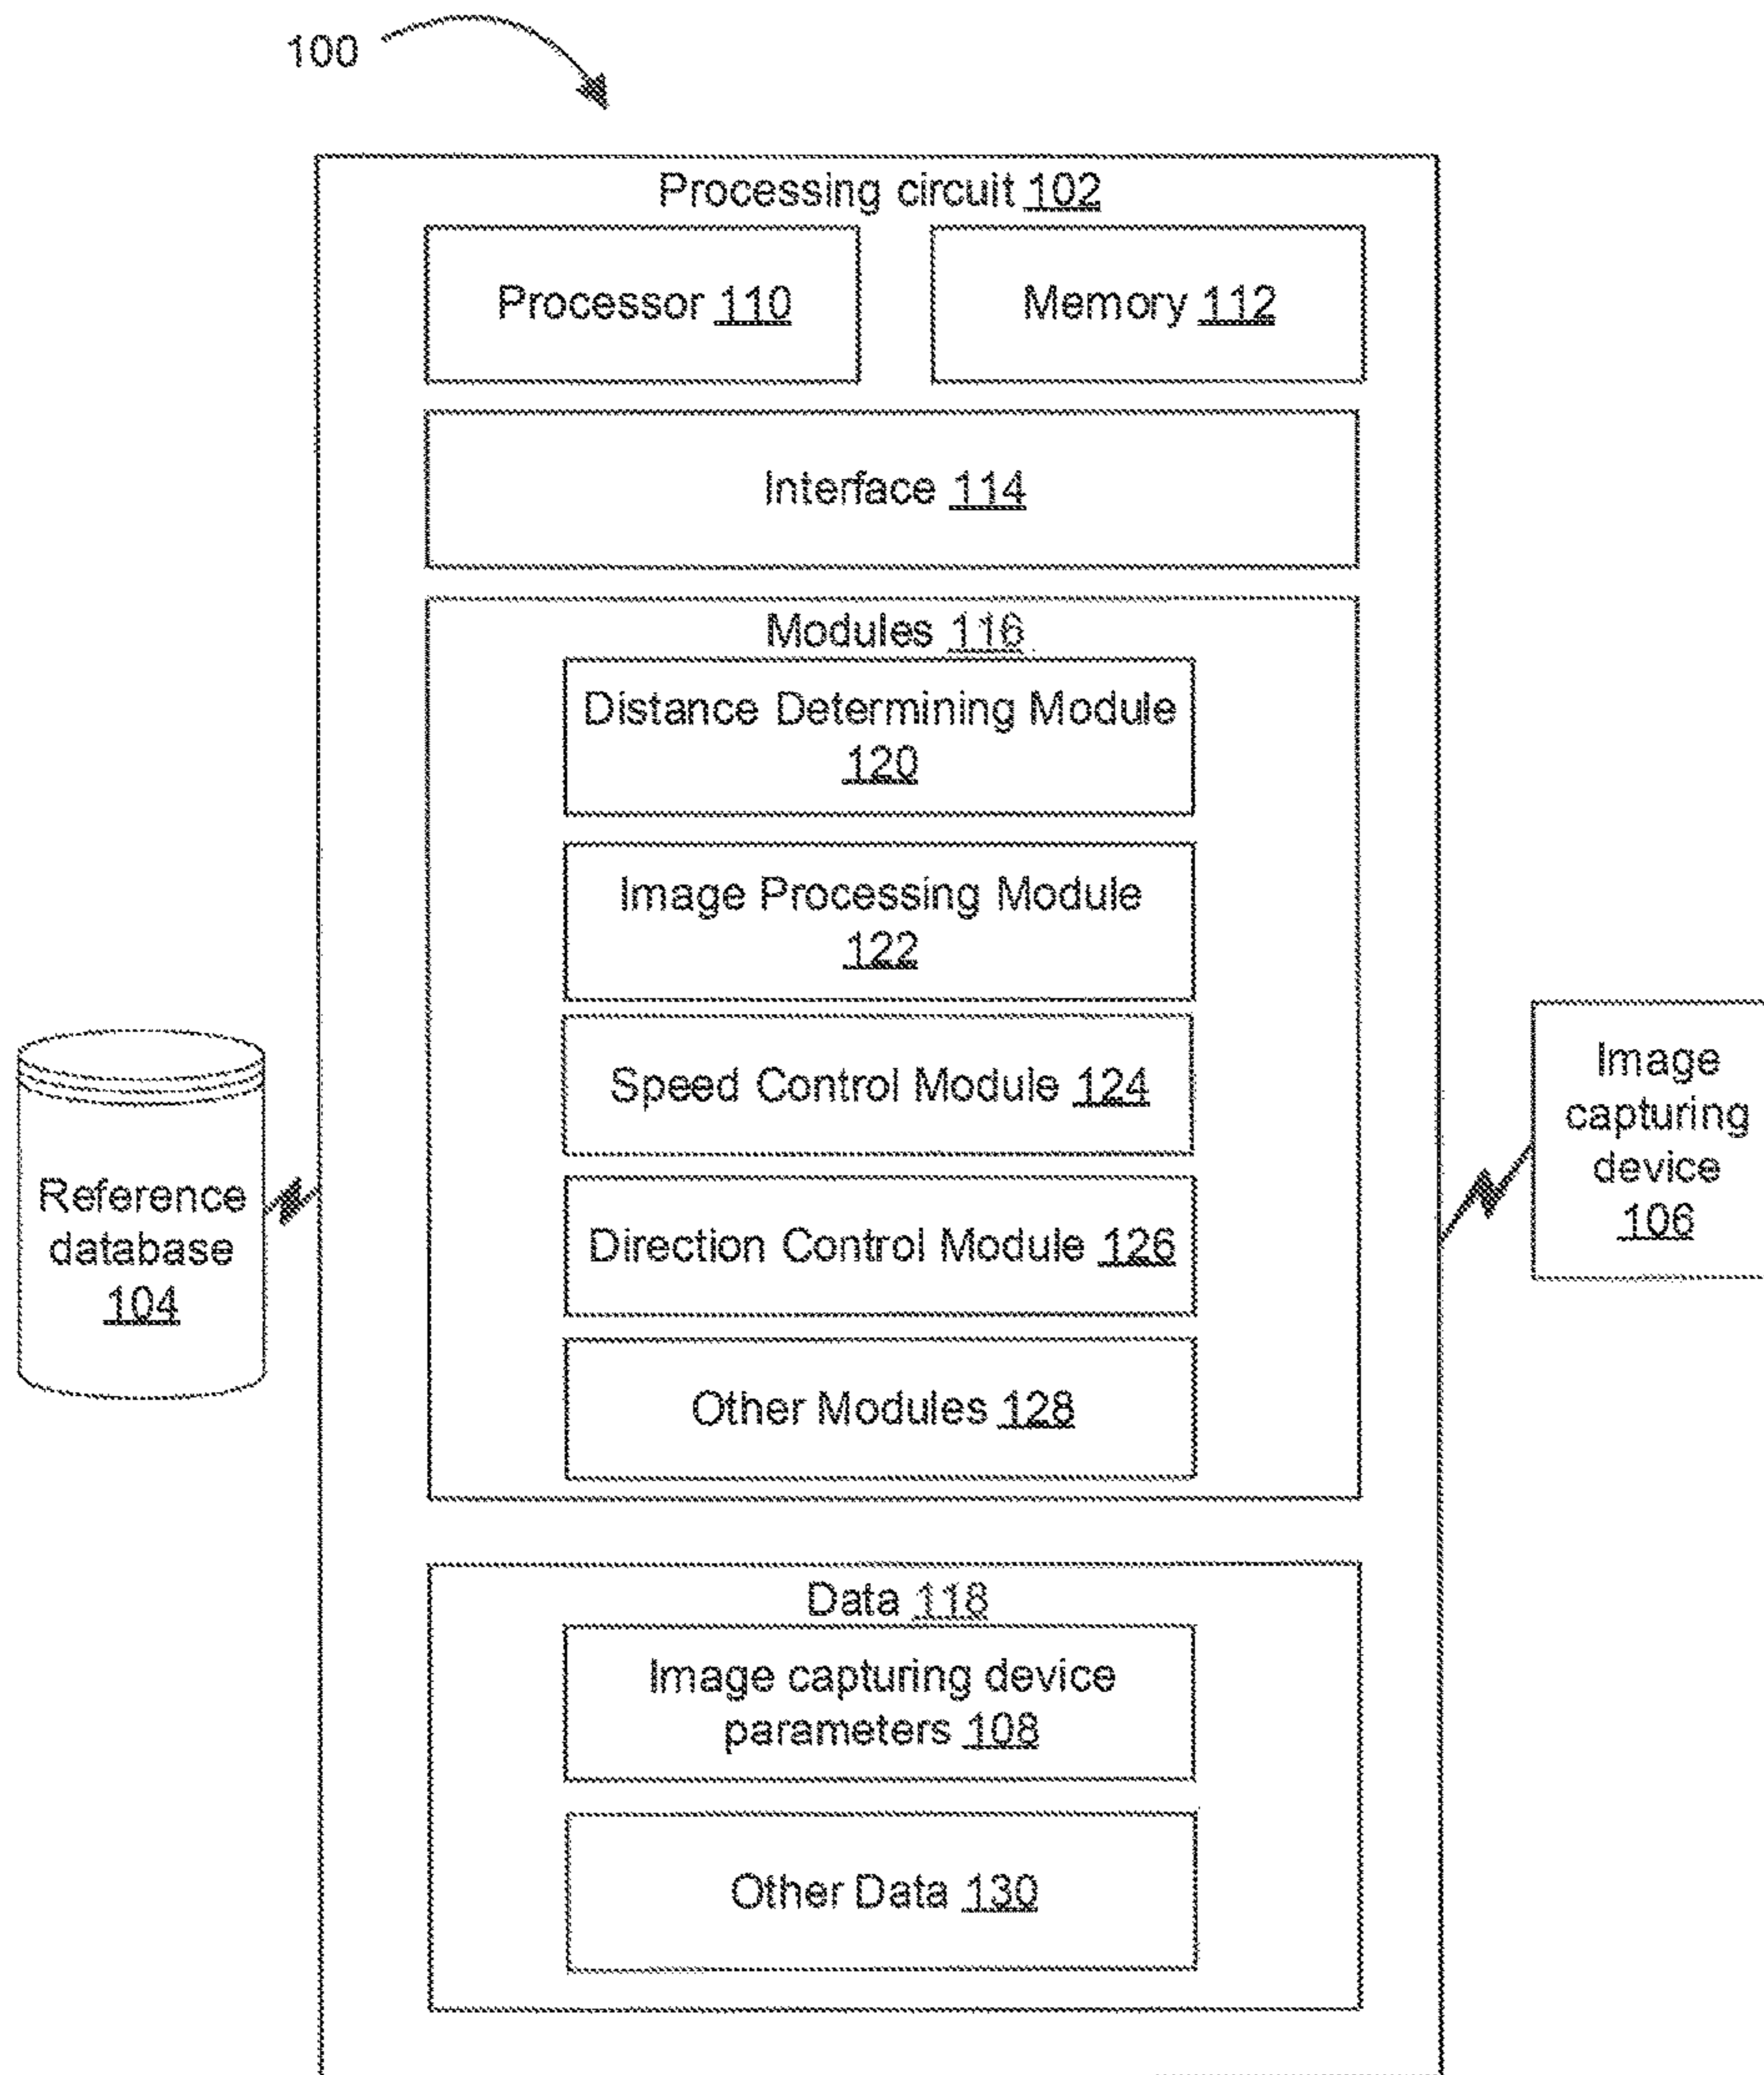 100
Processing circuit 102
Processor 110
Memory 112
Interface 114
Modules 116
Distance Determining Module
120
Image Processing Module
122
Speed Control Module 124
Direction Control Module 126
Other Modules 128
Reference
database
104
Image
capturing
device
106
Data 118
Image capturing device
parameters 108
Other Data 130